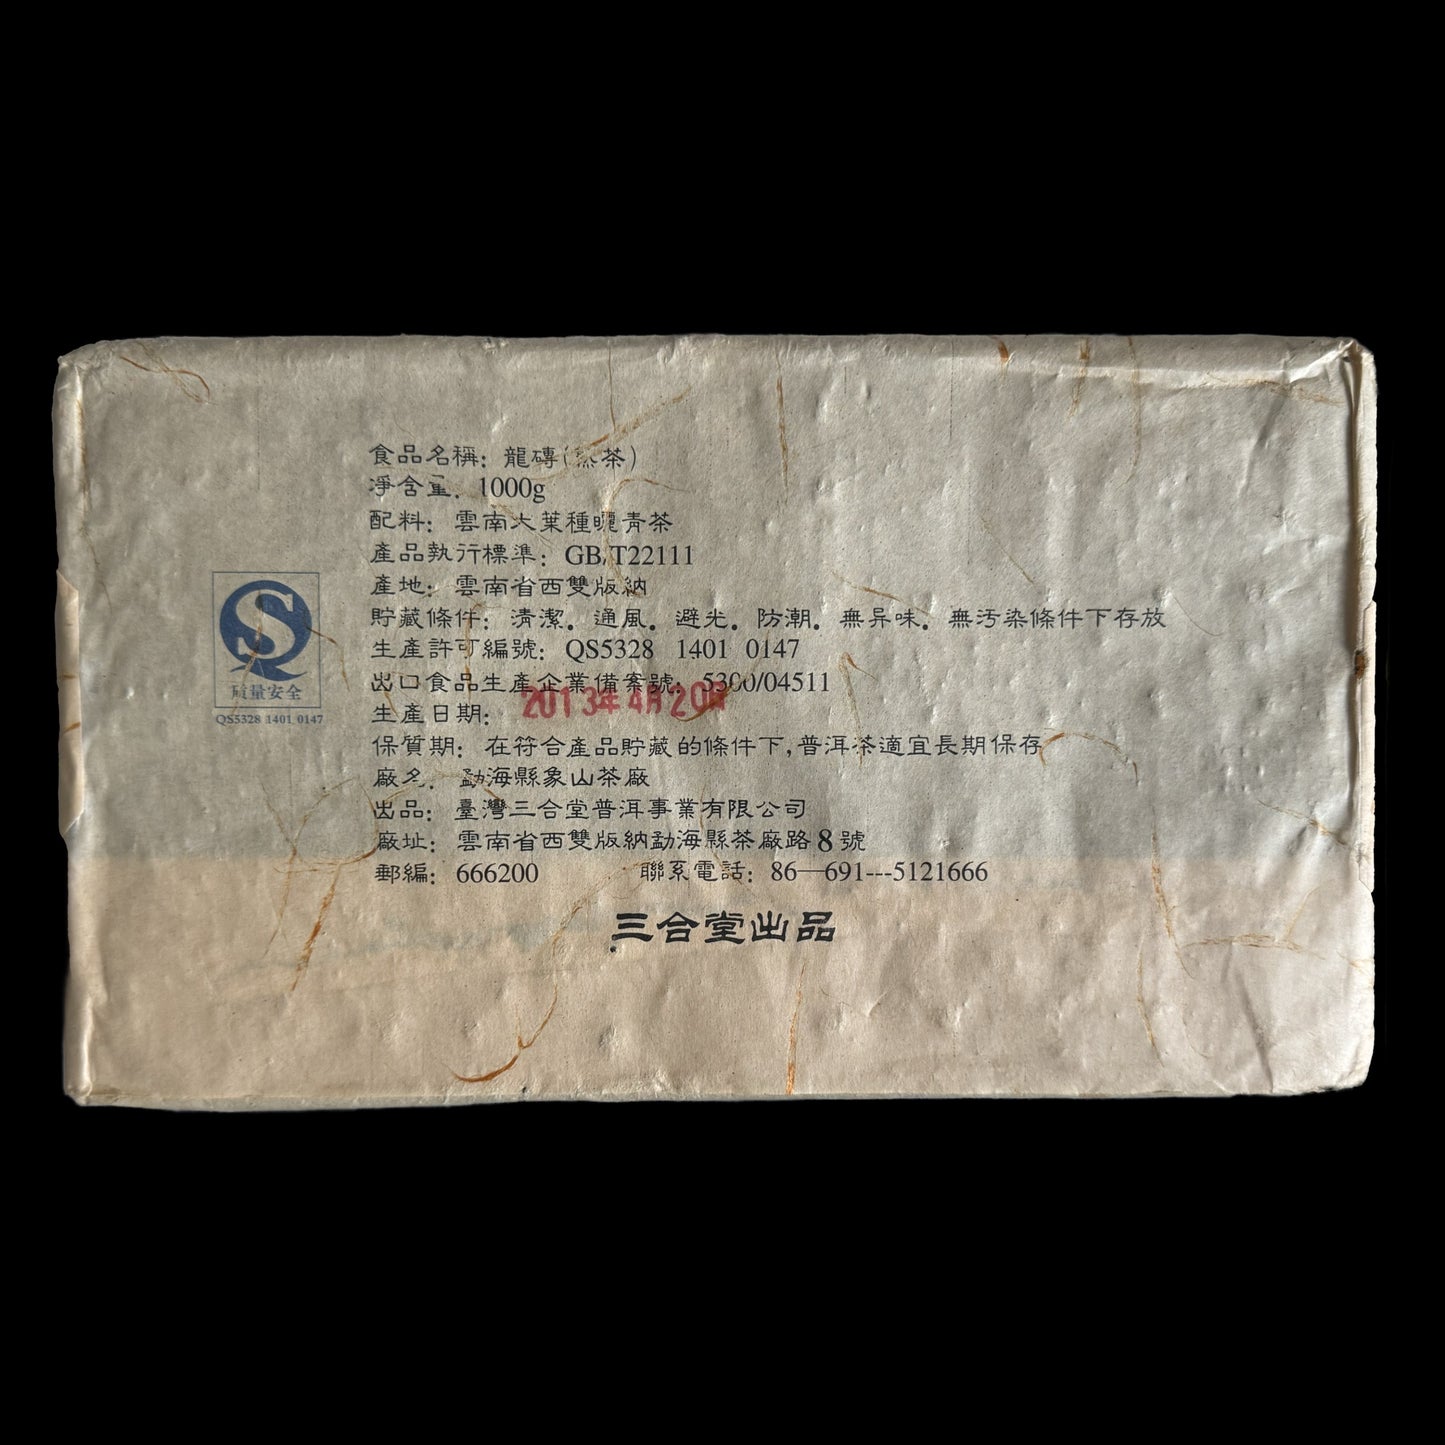 食品名稱：龍磚(熟茶)
淨含量：1000g
配料：雲南大葉種曬青茶
產品執行標準：GB/T22111
產地：雲南省西雙版納
貯藏條件：清潔。通風。避光。防潮。無异味。無汚染條件下存放
生產許可編號：QS5328 1401 0147
出口食品生產企業備案號：5300/04511
生產日期：2013年4月20日
保質期：在符合產品貯藏的條件下,普洱茶適宜長期保存
廠名：勐海縣象山茶廠
出品：臺灣三合堂普洱事業有限公司
廠址：雲南省西雙版納勐海縣茶廠路8號
郵編：666200 聯系電話：86—691---5121666
三合堂出品
QS
质量安全
QS5328 1401 0147